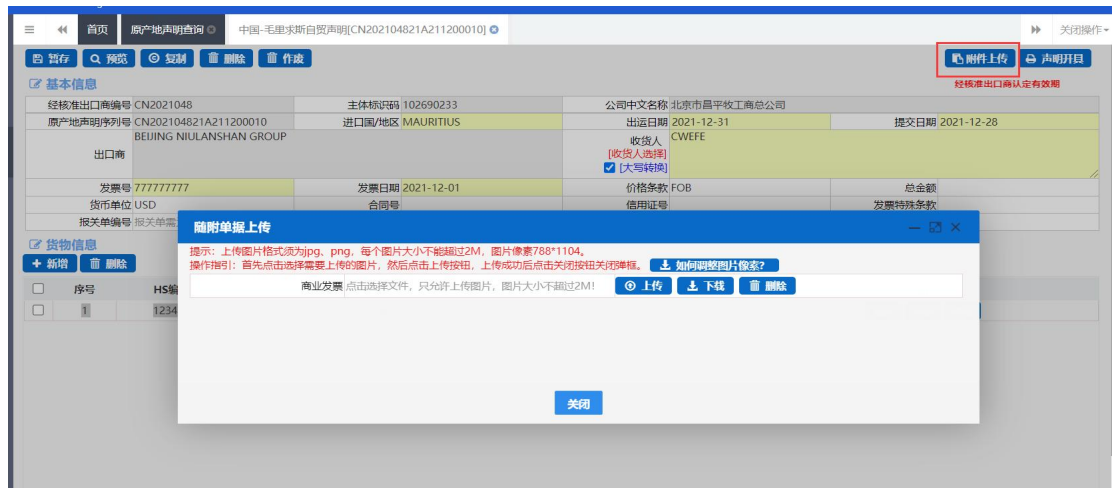 首页 原产地声明查询 中国-毛里求斯自贸声明[CN202104821A211200010] 关闭操作
暂存 预览 复制 删除 作废 附件上传 声明开具
基本信息 经核准出口商认定有效期
经核准出口商编号 CN2021048 主体标识码 102690233 公司中文名称 北京市昌平牧工商总公司
原产地声明序列号 CN202104821A211200010 进口国/地区 MAURITIUS 出运日期 2021-12-31 提交日期 2021-12-28
出口商 BEIJING NIULANSHAN GROUP 收货人 CWEFE
[收货人选择]
[大写转换]
发票号 777777777 发票日期 2021-12-01 价格条款 FOB 总金额
货币单位 USD 合同号 信用证号 发票特殊条款
报关单编号 报关单需
随附单据上传
货物信息
提示：上传图片格式须为jpg，png，每个图片大小不能超过2M，图片像素788*1104。
新增 删除
操作指引：首先点击选择需要上传的图片，然后点击上传按钮，上传成功后点击关闭按钮关闭弹框。 如何调整图片像素?
序号 HS编
商业发票 点击选择文件，只允许上传图片，图片大小不能超过2M! 上传 下载 删除
1 1234
关闭